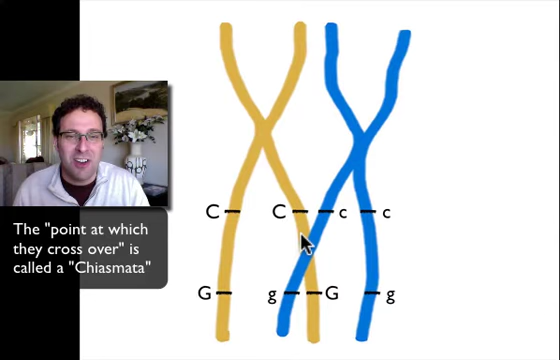 C C c c
G g G g
The "point at which
they cross over" is
called a "Chiasmata"